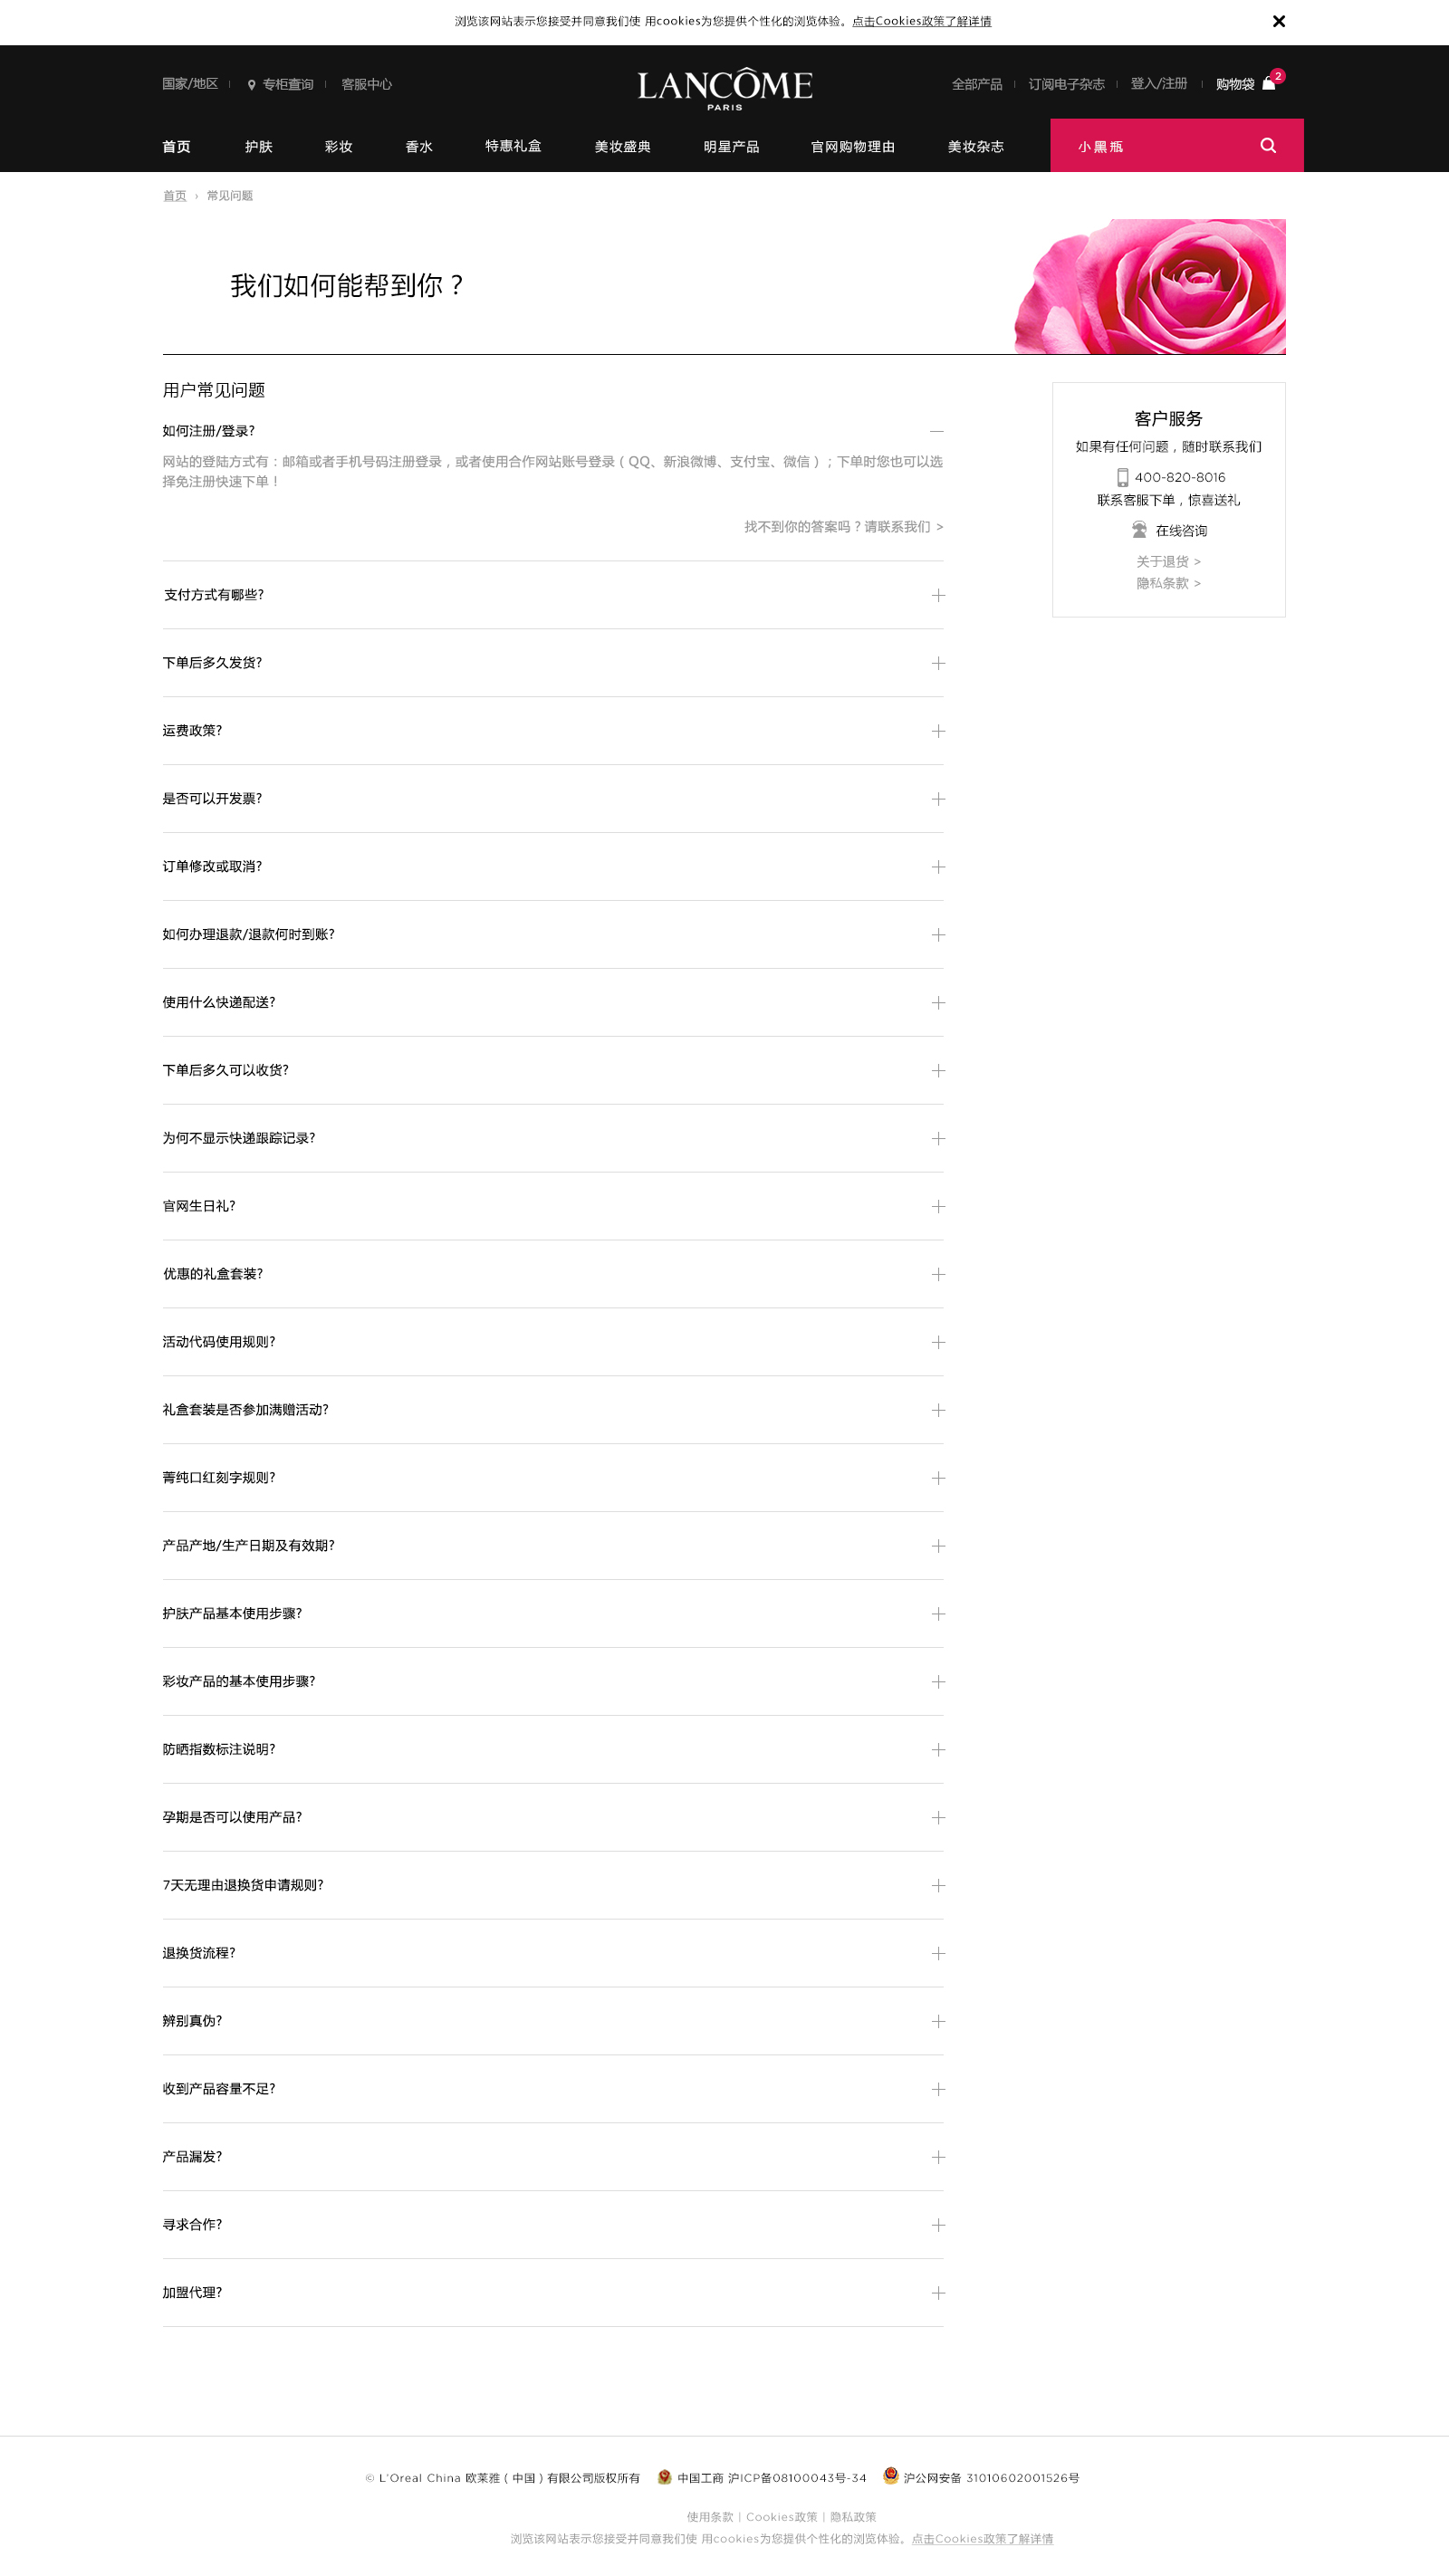 浏览该网站表示您接受并同意我们使 用cookies为您提供个性化的浏览体验。点击Cookies政策了解详情
国家/地区 专柜查询 客服中心
LANCÔME
PARIS
全部产品 订阅电子杂志 登入/注册 购物袋 2
首页 护肤 彩妆 香水 特惠礼盒 美妆盛典 明星产品 官网购物理由 美妆杂志 小黑瓶
首页 › 常见问题
我们如何能帮到你？
用户常见问题
如何注册/登录?
网站的登陆方式有：邮箱或者手机号码注册登录，或者使用合作网站账号登录（QQ、新浪微博、支付宝、微信）；下单时您也可以选
择免注册快速下单！
找不到你的答案吗？请联系我们 >
支付方式有哪些?
下单后多久发货?
运费政策?
是否可以开发票?
订单修改或取消?
如何办理退款/退款何时到账?
使用什么快递配送?
下单后多久可以收货?
为何不显示快递跟踪记录?
官网生日礼?
优惠的礼盒套装?
活动代码使用规则?
礼盒套装是否参加满赠活动?
菁纯口红刻字规则?
产品产地/生产日期及有效期?
护肤产品基本使用步骤?
彩妆产品的基本使用步骤?
防晒指数标注说明?
孕期是否可以使用产品?
7天无理由退换货申请规则?
退换货流程?
辨别真伪?
收到产品容量不足?
产品漏发?
寻求合作?
加盟代理?
客户服务
如果有任何问题，随时联系我们
400-820-8016
联系客服下单，惊喜送礼
在线咨询
关于退货 >
隐私条款 >
© L'Oreal China 欧莱雅（中国）有限公司版权所有 中国工商 沪ICP备08100043号-34 沪公网安备 31010602001526号
使用条款 | Cookies政策 | 隐私政策
浏览该网站表示您接受并同意我们使 用cookies为您提供个性化的浏览体验。点击Cookies政策了解详情